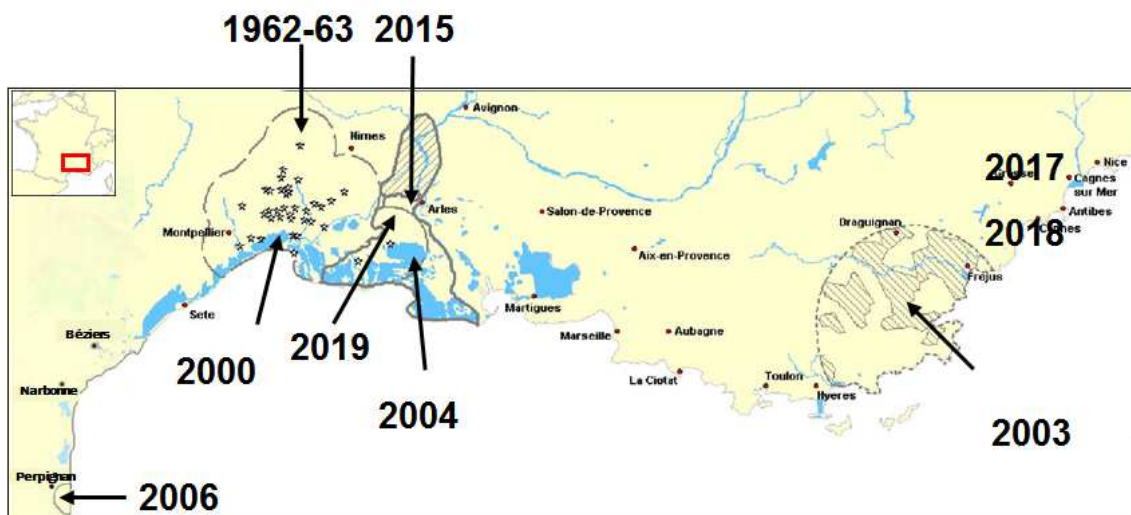 1962-63 2015
Avignon
Nimes
2017
Nice
Cagnes
sur Mer
Arles
Salon-de-Provence
Antibes
Montpellier
Draguignan
2018
Aix-en-Provence
Fréjus
Martigues
Sete
Marseille
Aubagne
Béziers
2019
2000
La Ciotat
Toulon
Hyeres
Narbonne
2004
2003
Perpignan
2006